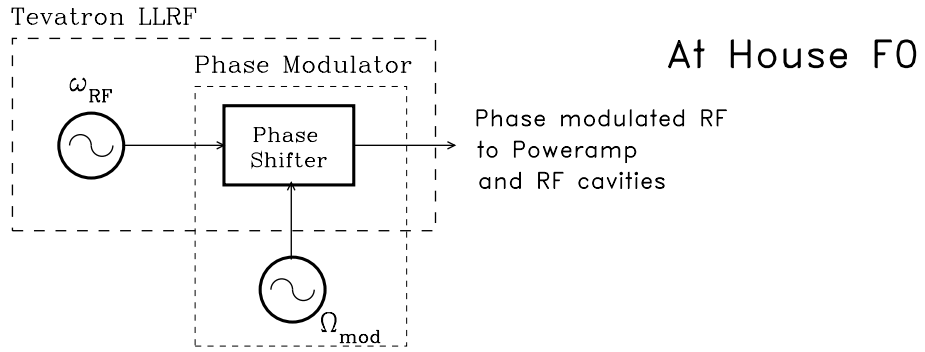 Tevatron LLRF
At House F0
Phase Modulator
ω_RF
Phase
Shifter
Phase modulated RF
to Poweramp
and RF cavities
Ω_mod